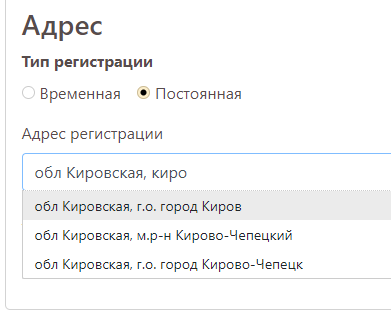 Адрес
Тип регистрации
Временная Постоянная
Адрес регистрации
обл Кировская, киро
обл Кировская, г.о. город Киров
обл Кировская, м.р-н Кирово-Чепецкий
обл Кировская, г.о. город Кирово-Чепецк